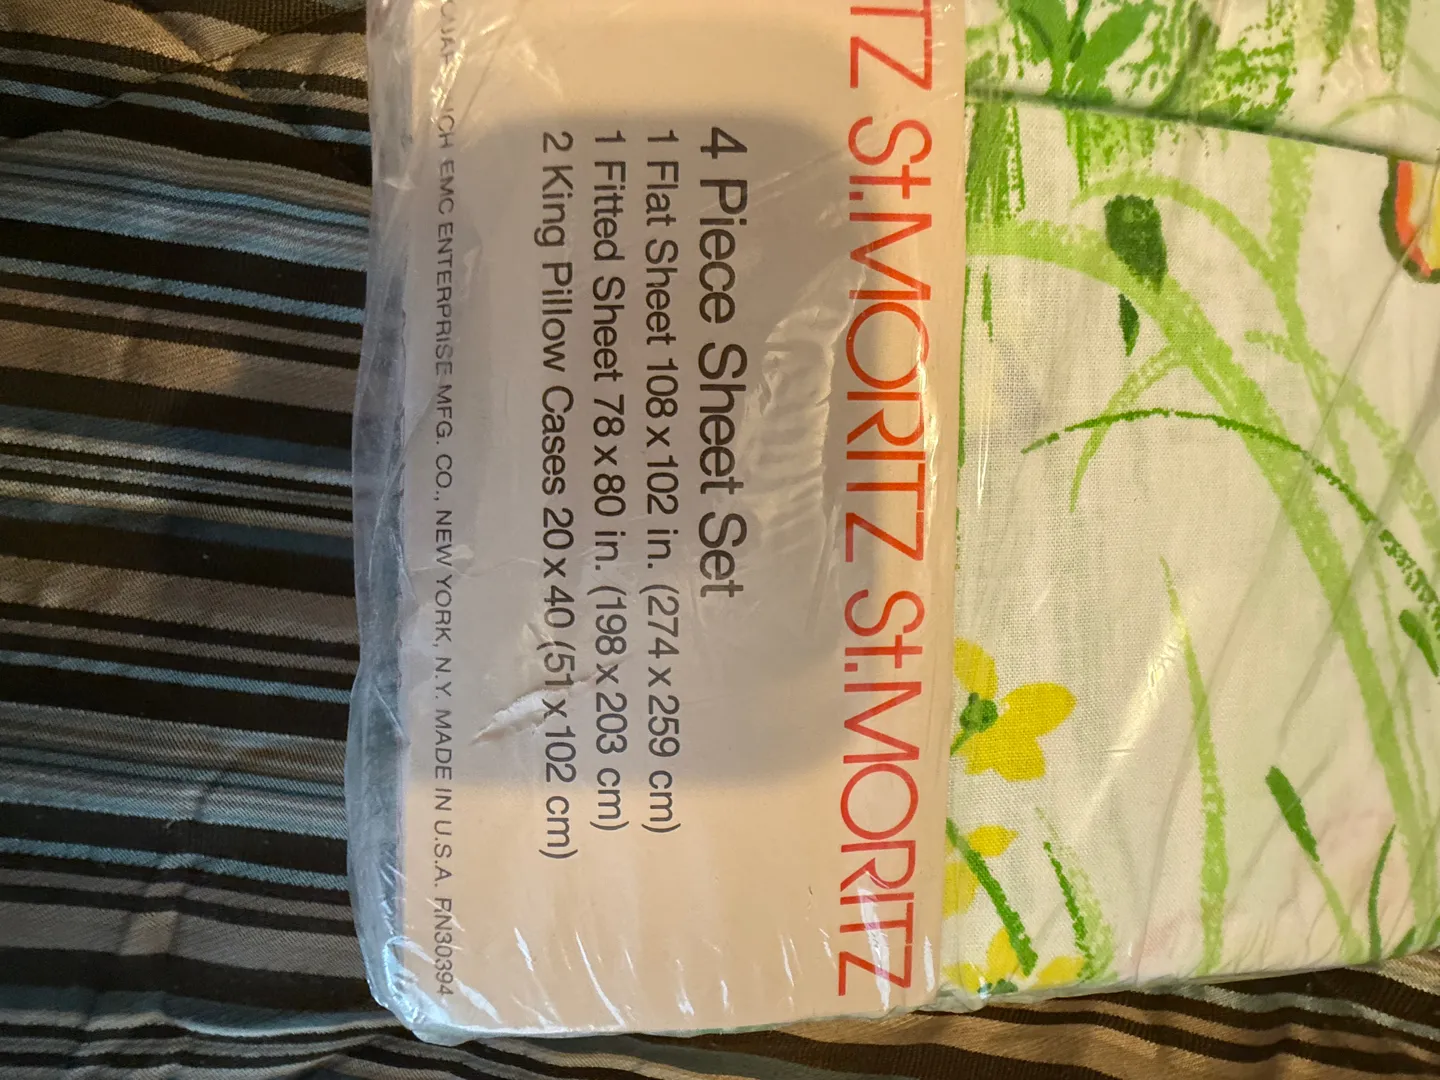 TZ St.MORITZ St.MORITZ
4 Piece Sheet Set
1 Flat Sheet 108 x 102 in. (274 x 259 cm)
1 Fitted Sheet 78 x 80 in. (198 x 203 cm)
2 King Pillow Cases 20 x 40 (51 x 102 cm)
EMC ENTERPRISE MFG. CO., NEW YORK, N.Y. MADE IN U.S.A. RN30394